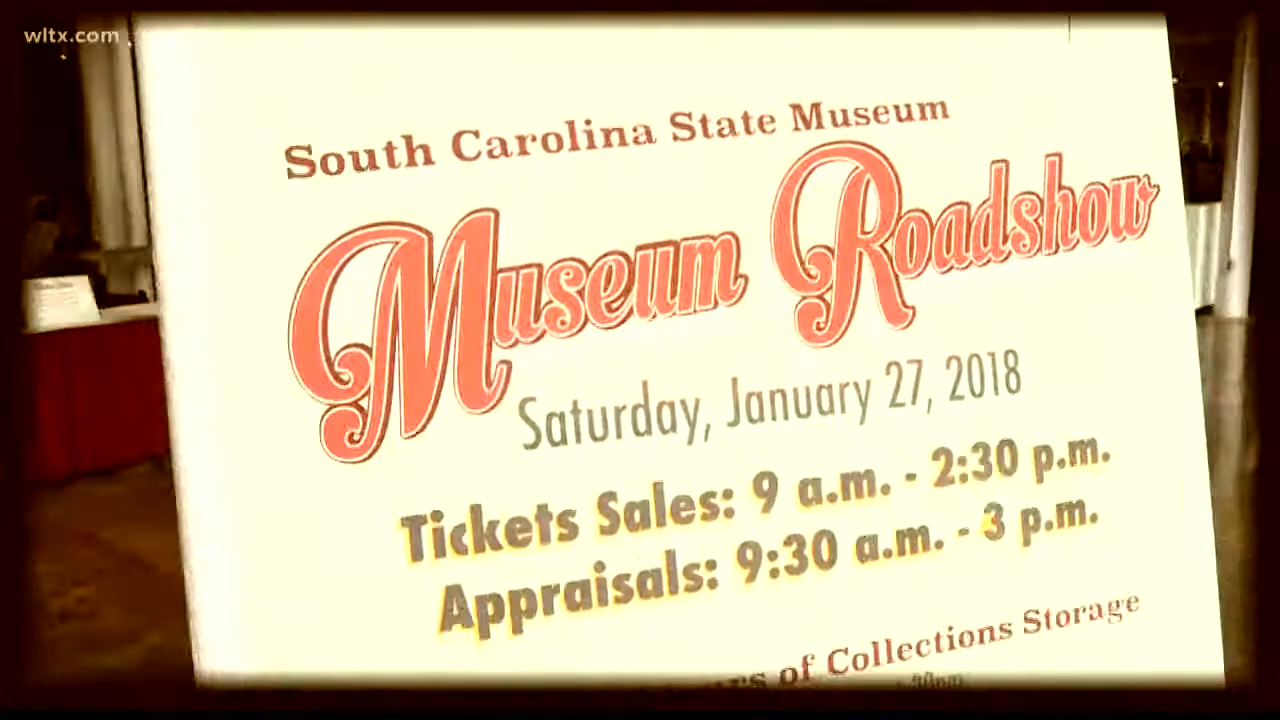 wltx.com
South Carolina State Museum
Museum Roadshow
Saturday, January 27, 2018
Tickets Sales: 9 a.m. - 2:30 p.m.
Appraisals: 9:30 a.m. - 3 p.m.
of Collections Storage